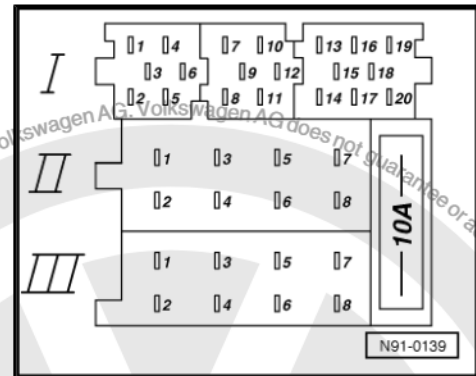 I
1 4 7 10 13 16 19
3 6 9 12 15 18
2 5 8 11 14 17 20
olkswagen AG. Volkswagen AG does not guarantee or a
II
1 3 5 7
2 4 6 8
10A
III
1 3 5 7
2 4 6 8
N91-0139